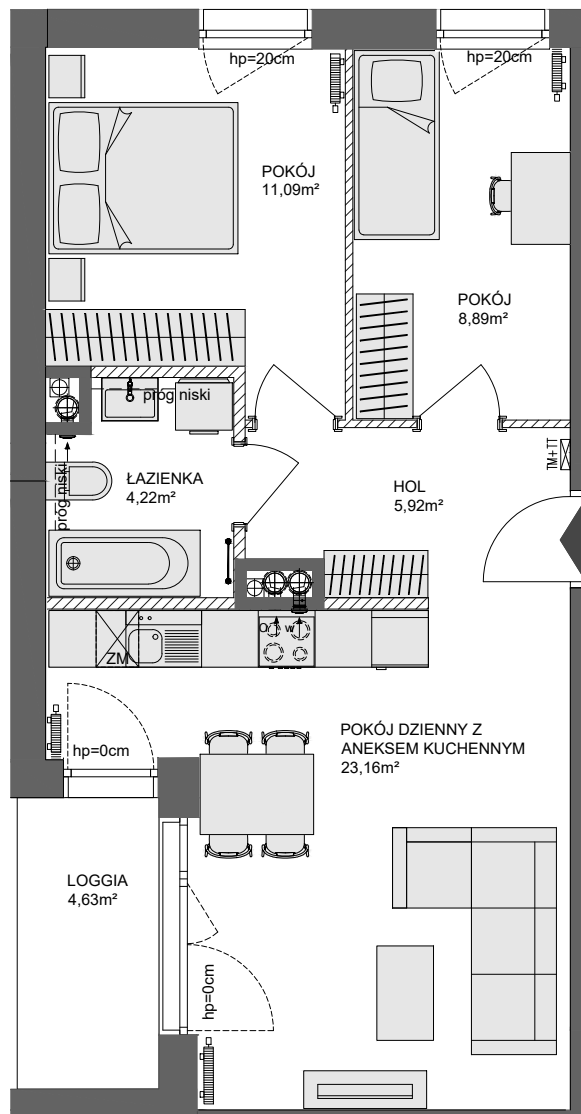 hp=20cm
hp=20cm
POKÓJ
11,09m²
POKÓJ
8,89m²
próg niski
ŁAZIENKA
4,22m²
próg niski
HOL
5,92m²
TM+TT
O
w
ZM
hp=0cm
POKÓJ DZIENNY Z
ANEKSEM KUCHENNYM
23,16m²
LOGGIA
4,63m²
hp=0cm